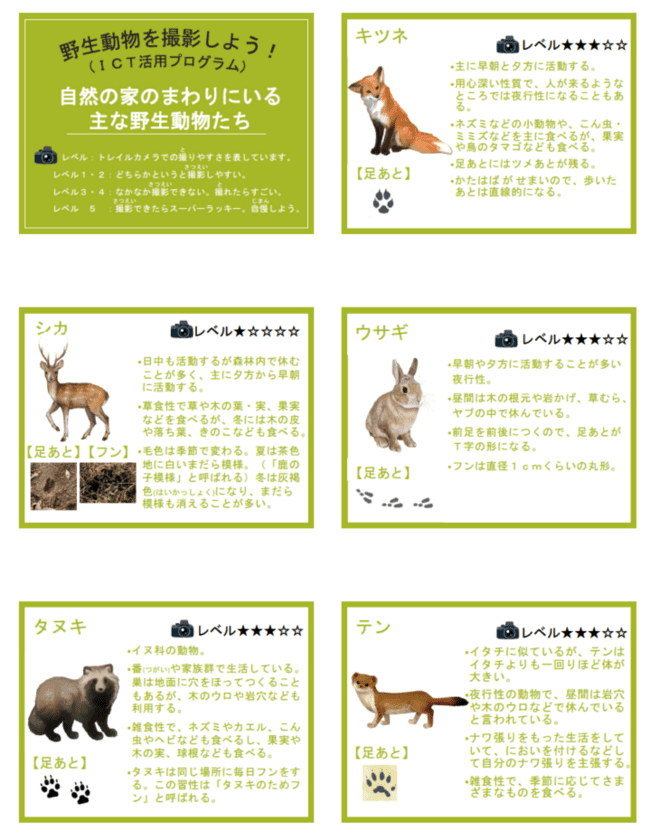 野生動物を撮影しよう!
(ICT活用プログラム)
自然の家のまわりにいる
主な野生動物たち
レベル:トレイルカメラでの撮りやすさを表しています。
レベル1・2:どちらかというと撮影しやすい。
レベル3・4:なかなか撮影できない。撮れたらすごい。
レベル 5 :撮影できたらスーパーラッキー。自慢しよう。
キツネ
レベル★★★☆☆
・主に早朝と夕方に活動する。
・用心深い性質で、人が来るような
ところでは夜行性になることもあ
る。
・ネズミなどの小動物や、こん虫・
ミミズなどを主に食べるが、果実
や鳥のタマゴなども食べる。
・足あとにはツメあとが残る。
・かたはばがせまいので、歩いた
あとは直線的になる。
【足あと】
シカ
レベル★☆☆☆☆
・日中も活動するが森林内で休む
ことが多く、主に夕方から早朝
に活動する。
・草食性で草や木の葉・実、果実
などを食べるが、冬には木の皮
や落ち葉、きのこなども食べる。
・毛色は季節で変わる。夏は茶色
地に白いまだら模様。(「鹿の
子模様」と呼ばれる)冬は灰褐
色(はいかっしょく)になり、まだら
模様も消えることが多い。
【足あと】【フン】
ウサギ
レベル★★★☆☆
・早朝や夕方に活動することが多い
夜行性。
・昼間は木の根元や岩かげ、草むら、
ヤブの中で休んでいる。
・前足を前後につくので、足あとが
T字の形になる。
・フンは直径1cmくらいの丸形。
【足あと】
タヌキ
レベル★★★☆☆
・イヌ科の動物。
・番(つがい)や家族群で生活している。
巣は地面に穴をほってつくること
もあるが、木のウロや岩穴なども
利用する。
・雑食性で、ネズミやカエル、こん
虫やヘビなども食べるし、果実や
木の実、球根なども食べる。
・タヌキは同じ場所に毎日フンをす
る。この習性は「タヌキのためフ
ン」と呼ばれる。
【足あと】
テン
レベル★★★☆☆
・イタチに似ているが、テンは
イタチよりも一回りほど体が
大きい。
・夜行性の動物で、昼間は岩穴
や木のウロなどで休んでいる
と言われている。
・ナワ張りをもった生活をして
いて、においを付けるなどし
て自分のナワ張りを主張する。
・雑食性で、季節に応じてさま
ざまなものを食べる。
【足あと】